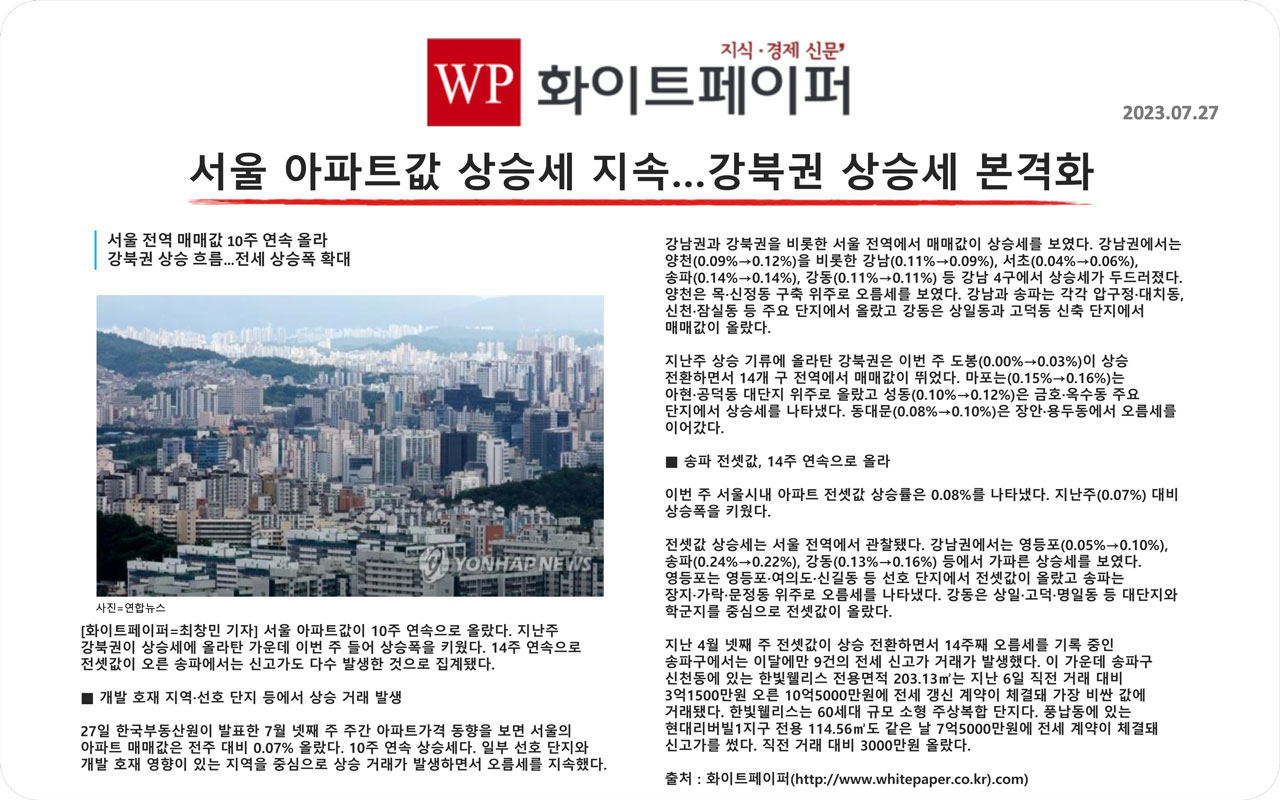 WP
지식·경제 신문
화이트페이퍼
2023.07.27
서울 아파트값 상승세 지속...강북권 상승세 본격화
서울 전역 매매값 10주 연속 올라
강북권 상승 흐름...전세 상승폭 확대
YONHAP NEWS
사진=연합뉴스
[화이트페이퍼=최창민 기자] 서울 아파트값이 10주 연속으로 올랐다. 지난주
강북권이 상승세에 올라탄 가운데 이번 주 들어 상승폭을 키웠다. 14주 연속으로
전셋값이 오른 송파에서는 신고가도 다수 발생한 것으로 집계됐다.
■ 개발 호재 지역·선호 단지 등에서 상승 거래 발생
27일 한국부동산원이 발표한 7월 넷째 주 주간 아파트가격 동향을 보면 서울의
아파트 매매값은 전주 대비 0.07% 올랐다. 10주 연속 상승세다. 일부 선호 단지와
개발 호재 영향이 있는 지역을 중심으로 상승 거래가 발생하면서 오름세를 지속했다.
강남권과 강북권을 비롯한 서울 전역에서 매매값이 상승세를 보였다. 강남권에서는
양천(0.09%→0.12%)을 비롯한 강남(0.11%→0.09%), 서초(0.04%→0.06%),
송파(0.14%→0.14%), 강동(0.11%→0.11%) 등 강남 4구에서 상승세가 두드러졌다.
양천은 목·신정동 구축 위주로 오름세를 보였다. 강남과 송파는 각각 압구정·대치동,
신천·잠실동 등 주요 단지에서 올랐고 강동은 상일동과 고덕동 신축 단지에서
매매값이 올랐다.
지난주 상승 기류에 올라탄 강북권은 이번 주 도봉(0.00%→0.03%)이 상승
전환하면서 14개 구 전역에서 매매값이 뛰었다. 마포는(0.15%→0.16%)는
아현·공덕동 대단지 위주로 올랐고 성동(0.10%→0.12%)은 금호·옥수동 주요
단지에서 상승세를 나타냈다. 동대문(0.08%→0.10%)은 장안·용두동에서 오름세를
이어갔다.
■ 송파 전셋값, 14주 연속으로 올라
이번 주 서울시내 아파트 전셋값 상승률은 0.08%를 나타냈다. 지난주(0.07%) 대비
상승폭을 키웠다.
전셋값 상승세는 서울 전역에서 관찰됐다. 강남권에서는 영등포(0.05%→0.10%),
송파(0.24%→0.22%), 강동(0.13%→0.16%) 등에서 가파른 상승세를 보였다.
영등포는 영등포·여의도·신길동 등 선호 단지에서 전셋값이 올랐고 송파는
장지·가락·문정동 위주로 오름세를 나타냈다. 강동은 상일·고덕·명일동 등 대단지와
학군지를 중심으로 전셋값이 올랐다.
지난 4월 넷째 주 전셋값이 상승 전환하면서 14주째 오름세를 기록 중인
송파구에서는 이달에만 9건의 전세 신고가 거래가 발생했다. 이 가운데 송파구
신천동에 있는 한빛웰리스 전용면적 203.13㎡는 지난 6일 직전 거래 대비
3억1500만원 오른 10억5000만원에 전세 갱신 계약이 체결돼 가장 비싼 값에
거래됐다. 한빛웰리스는 60세대 규모 소형 주상복합 단지다. 풍납동에 있는
현대리버빌1지구 전용 114.56㎡도 같은 날 7억5000만원에 전세 계약이 체결돼
신고가를 썼다. 직전 거래 대비 3000만원 올랐다.
출처 : 화이트페이퍼(http://www.whitepaper.co.kr).com)